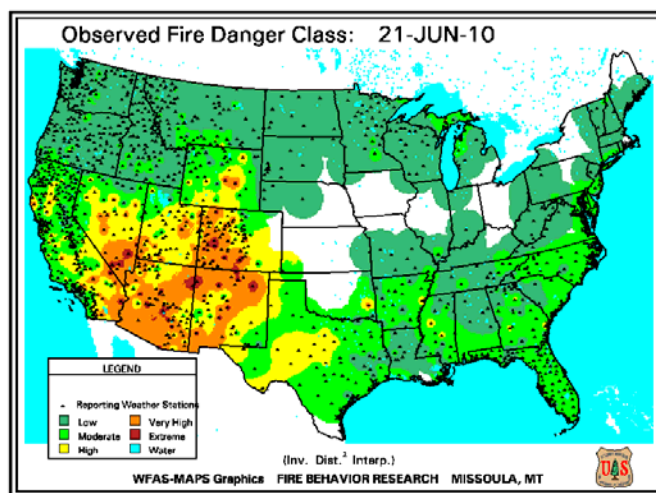 Observed Fire Danger Class: 21-JUN-10
LEGEND
Reporting Weather Stations
Low
Very High
Moderate
Extreme
High
Water
(Inv. Dist.² Interp.)
WFAS-MAPS Graphics FIRE BEHAVIOR RESEARCH MISSOULA, MT
UAS